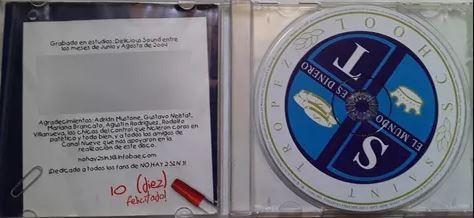 Grabado en estudios: Delicious Sound entre
los meses de Junio y Agosto de 2004
Agradecimientos: Adrián Mustone, Gustavo Nobtat,
Mariana Brancato, Agustín Rodríguez, Rodolfo
Villanueva, las Chicas del control que hicieron coros en
patético y todo bien, y a todos los amigos de
Canal Nueve que nos apoyaron en la
realización de este disco.
nohay2sin3@infobae.com
¡Dedicado a todos los fans de NO HAY 2 SIN 3!
10 (diez)
felicitado!
SAINT TROPEZ SCHOOL
S T
EL MUNDO ES DINERO